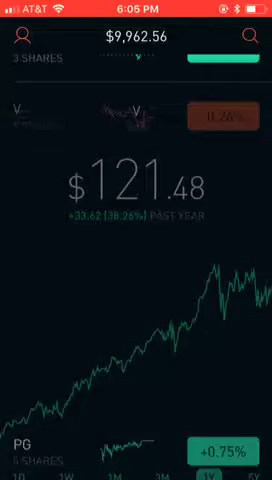 AT&T 6:05 PM
$9,962.56
3 SHARES
V V -0.26%
$121.48
+33.62 (38.26%) PAST YEAR
PG
+0.75%
SHARES
1D 1W 1M 3M 1Y 5Y